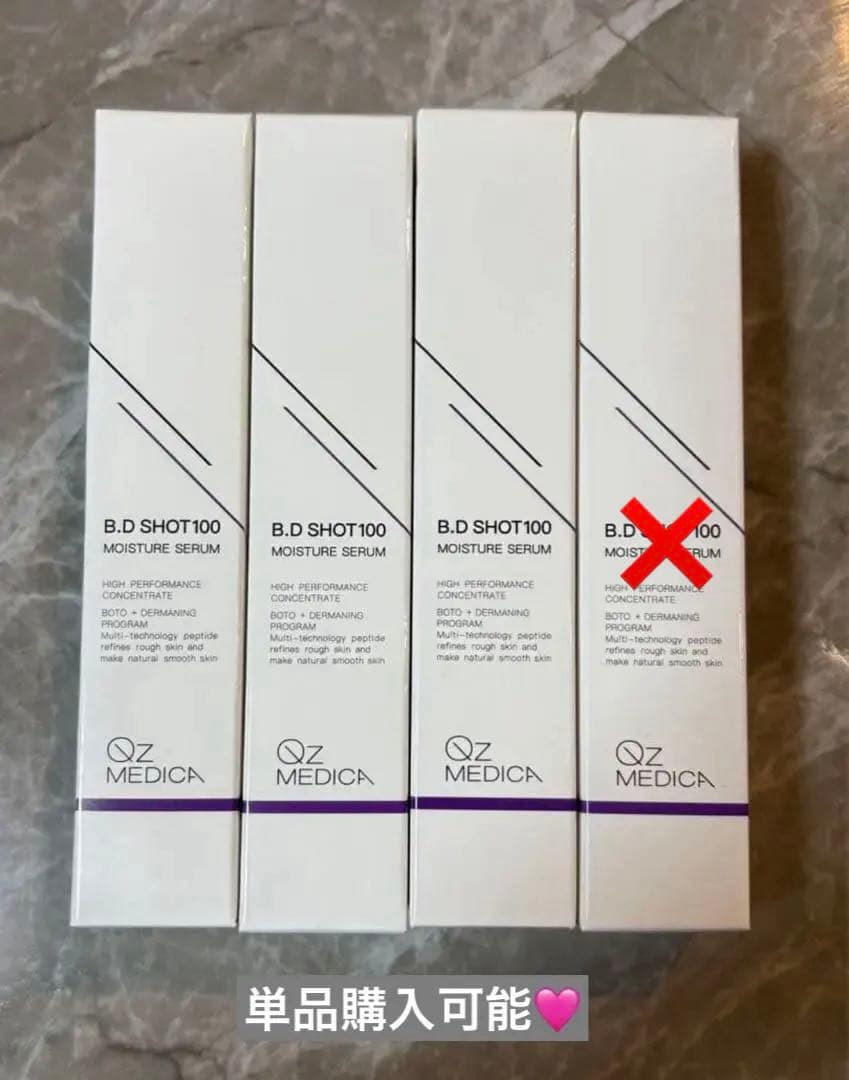 B.D SHOT100
MOISTURE SERUM
HIGH PERFORMANCE
CONCENTRATE
BOTO + DERMANING
PROGRAM
Multi-technology peptide
refines rough skin and
make natural smooth skin
QZ
MEDICA
B.D SHOT100
MOISTURE SERUM
HIGH PERFORMANCE
CONCENTRATE
BOTO + DERMANING
PROGRAM
Multi-technology peptide
refines rough skin and
make natural smooth skin
QZ
MEDICA
B.D SHOT100
MOISTURE SERUM
HIGH PERFORMANCE
CONCENTRATE
BOTO + DERMANING
PROGRAM
Multi-technology peptide
refines rough skin and
make natural smooth skin
QZ
MEDICA
B.D SHOT100
MOISTURE SERUM
HIGH PERFORMANCE
CONCENTRATE
BOTO + DERMANING
PROGRAM
Multi-technology peptide
refines rough skin and
make natural smooth skin
QZ
MEDICA
単品購入可能🩷